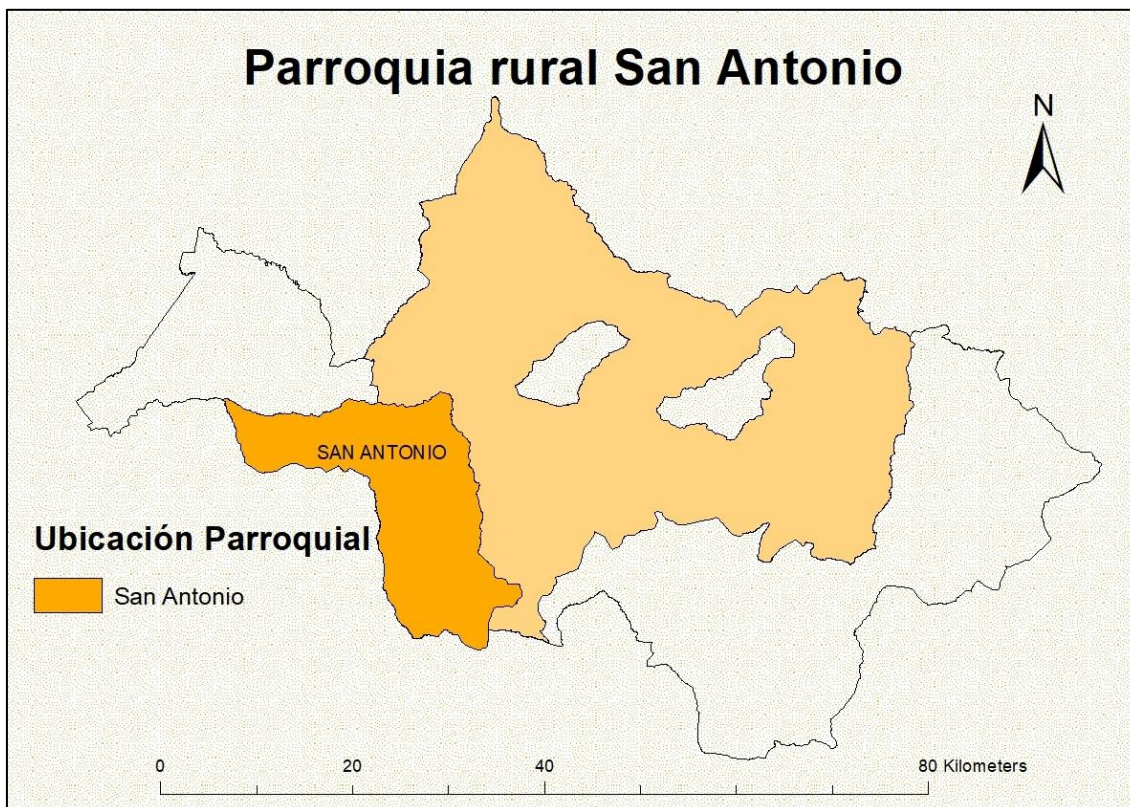 Parroquia rural San Antonio
N
SAN ANTONIO
Ubicación Parroquial
San Antonio
0 20 40 80 Kilometers